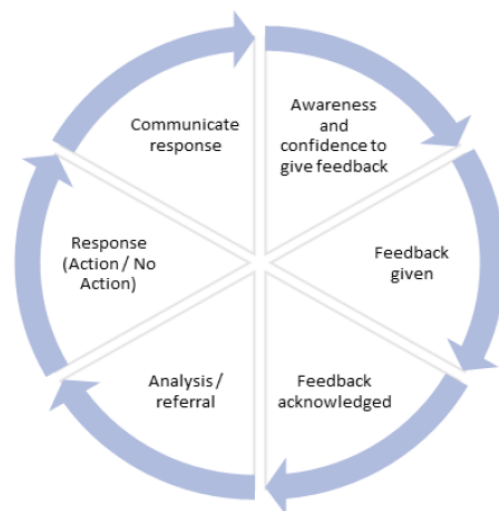 Awareness
and
confidence to
give feedback
Feedback
given
Feedback
acknowledged
Analysis /
referral
Response
(Action / No
Action)
Communicate
response